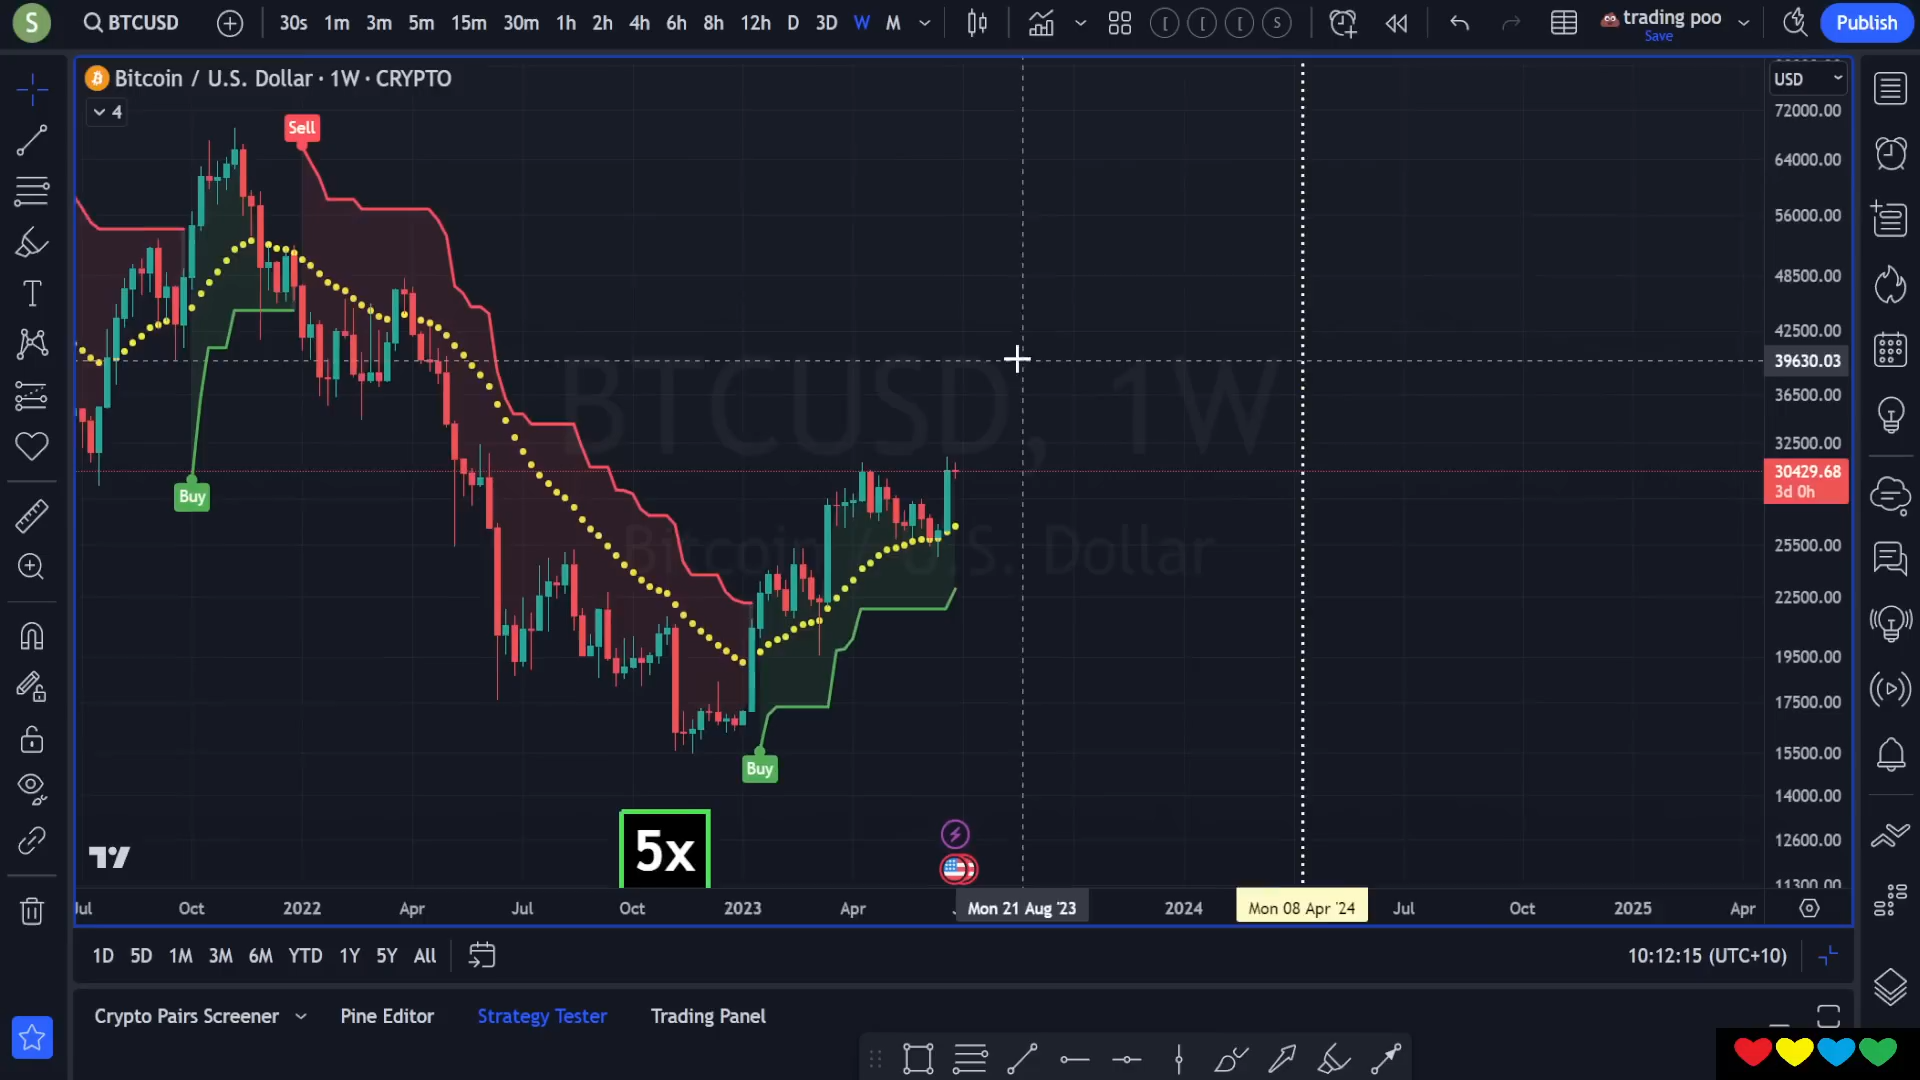 S BTCUSD 30s 1m 3m 5m 15m 30m 1h 2h 4h 6h 8h 12h D 3D W M [ [ [ S trading poo Publish
Save
Bitcoin / U.S. Dollar · 1W · CRYPTO USD
4
Sell
72000.00
64000.00
56000.00
48500.00
42500.00
39630.03
36500.00
BTCUSD, 1W
32500.00
30429.68
3d 0h
Buy
Bitcoin / U.S. Dollar
25500.00
22500.00
19500.00
17500.00
15500.00
Buy
14000.00
5x
12600.00
11300.00
Oct 2022 Apr Jul Oct 2023 Apr Mon 21 Aug '23 2024 Mon 08 Apr '24 Jul Oct 2025 Apr
1D 5D 1M 3M 6M YTD 1Y 5Y All 10:12:15 (UTC+10)
Crypto Pairs Screener Pine Editor Strategy Tester Trading Panel